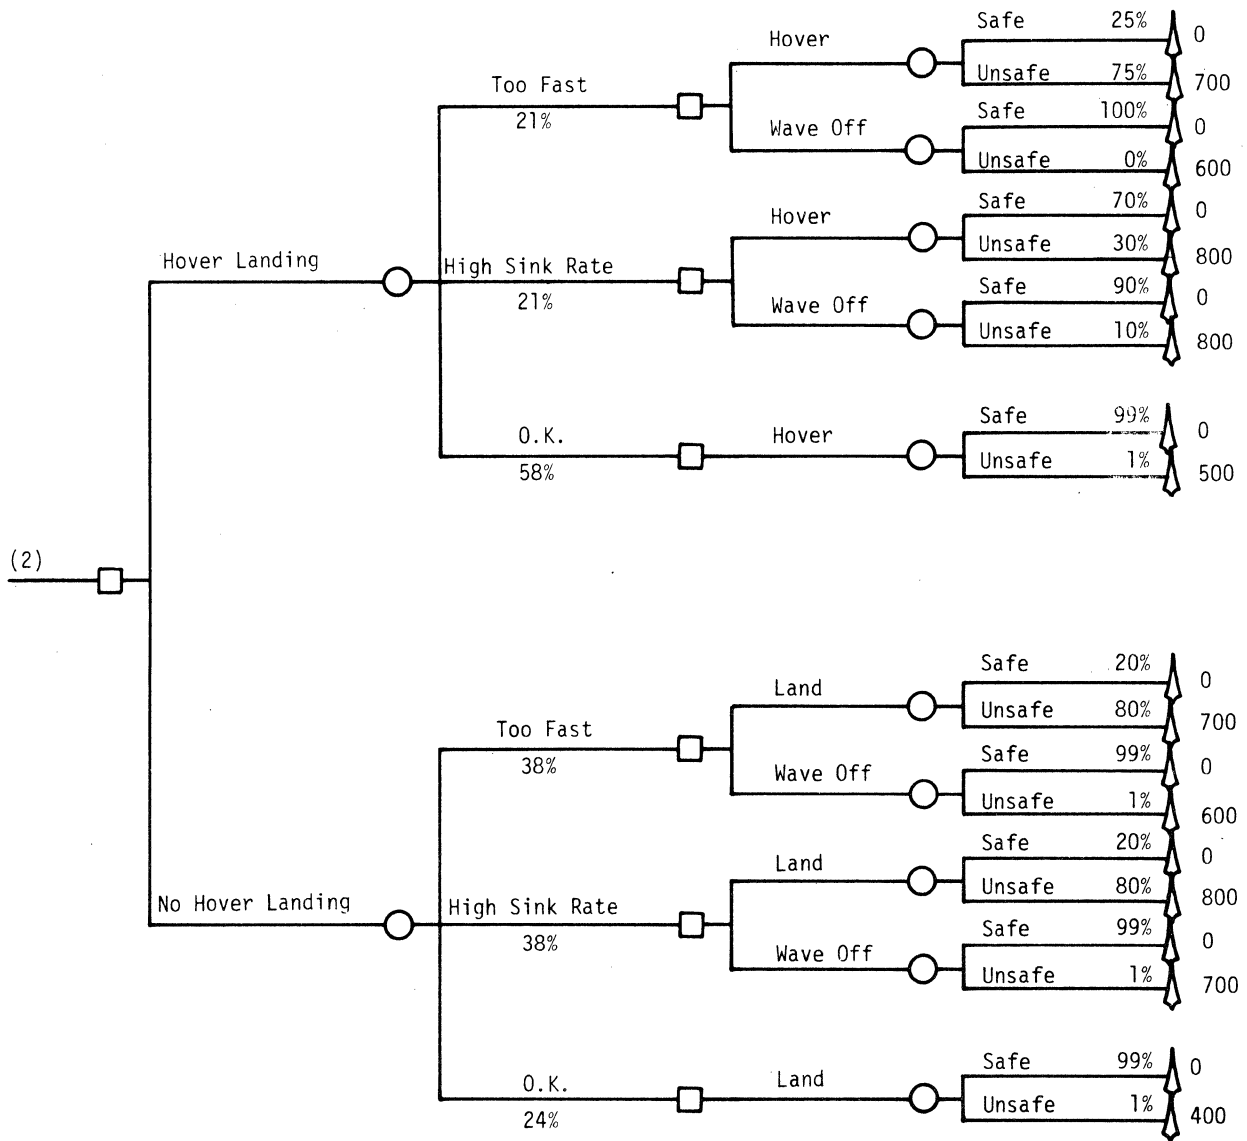 Safe 25% 0
Hover
Unsafe 75% 700
Too Fast
21%
Safe 100% 0
Wave Off
Unsafe 0% 600
Safe 70% 0
Hover
Unsafe 30% 800
Hover Landing
High Sink Rate
21%
Safe 90% 0
Wave Off
Unsafe 10% 800
Safe 99% 0
O.K.
58%
Hover
Unsafe 1% 500
(2)
Safe 20% 0
Land
Unsafe 80% 700
Too Fast
38%
Safe 99% 0
Wave Off
Unsafe 1% 600
Safe 20% 0
Land
Unsafe 80% 800
No Hover Landing
High Sink Rate
38%
Safe 99% 0
Wave Off
Unsafe 1% 700
Safe 99% 0
O.K.
24%
Land
Unsafe 1% 400